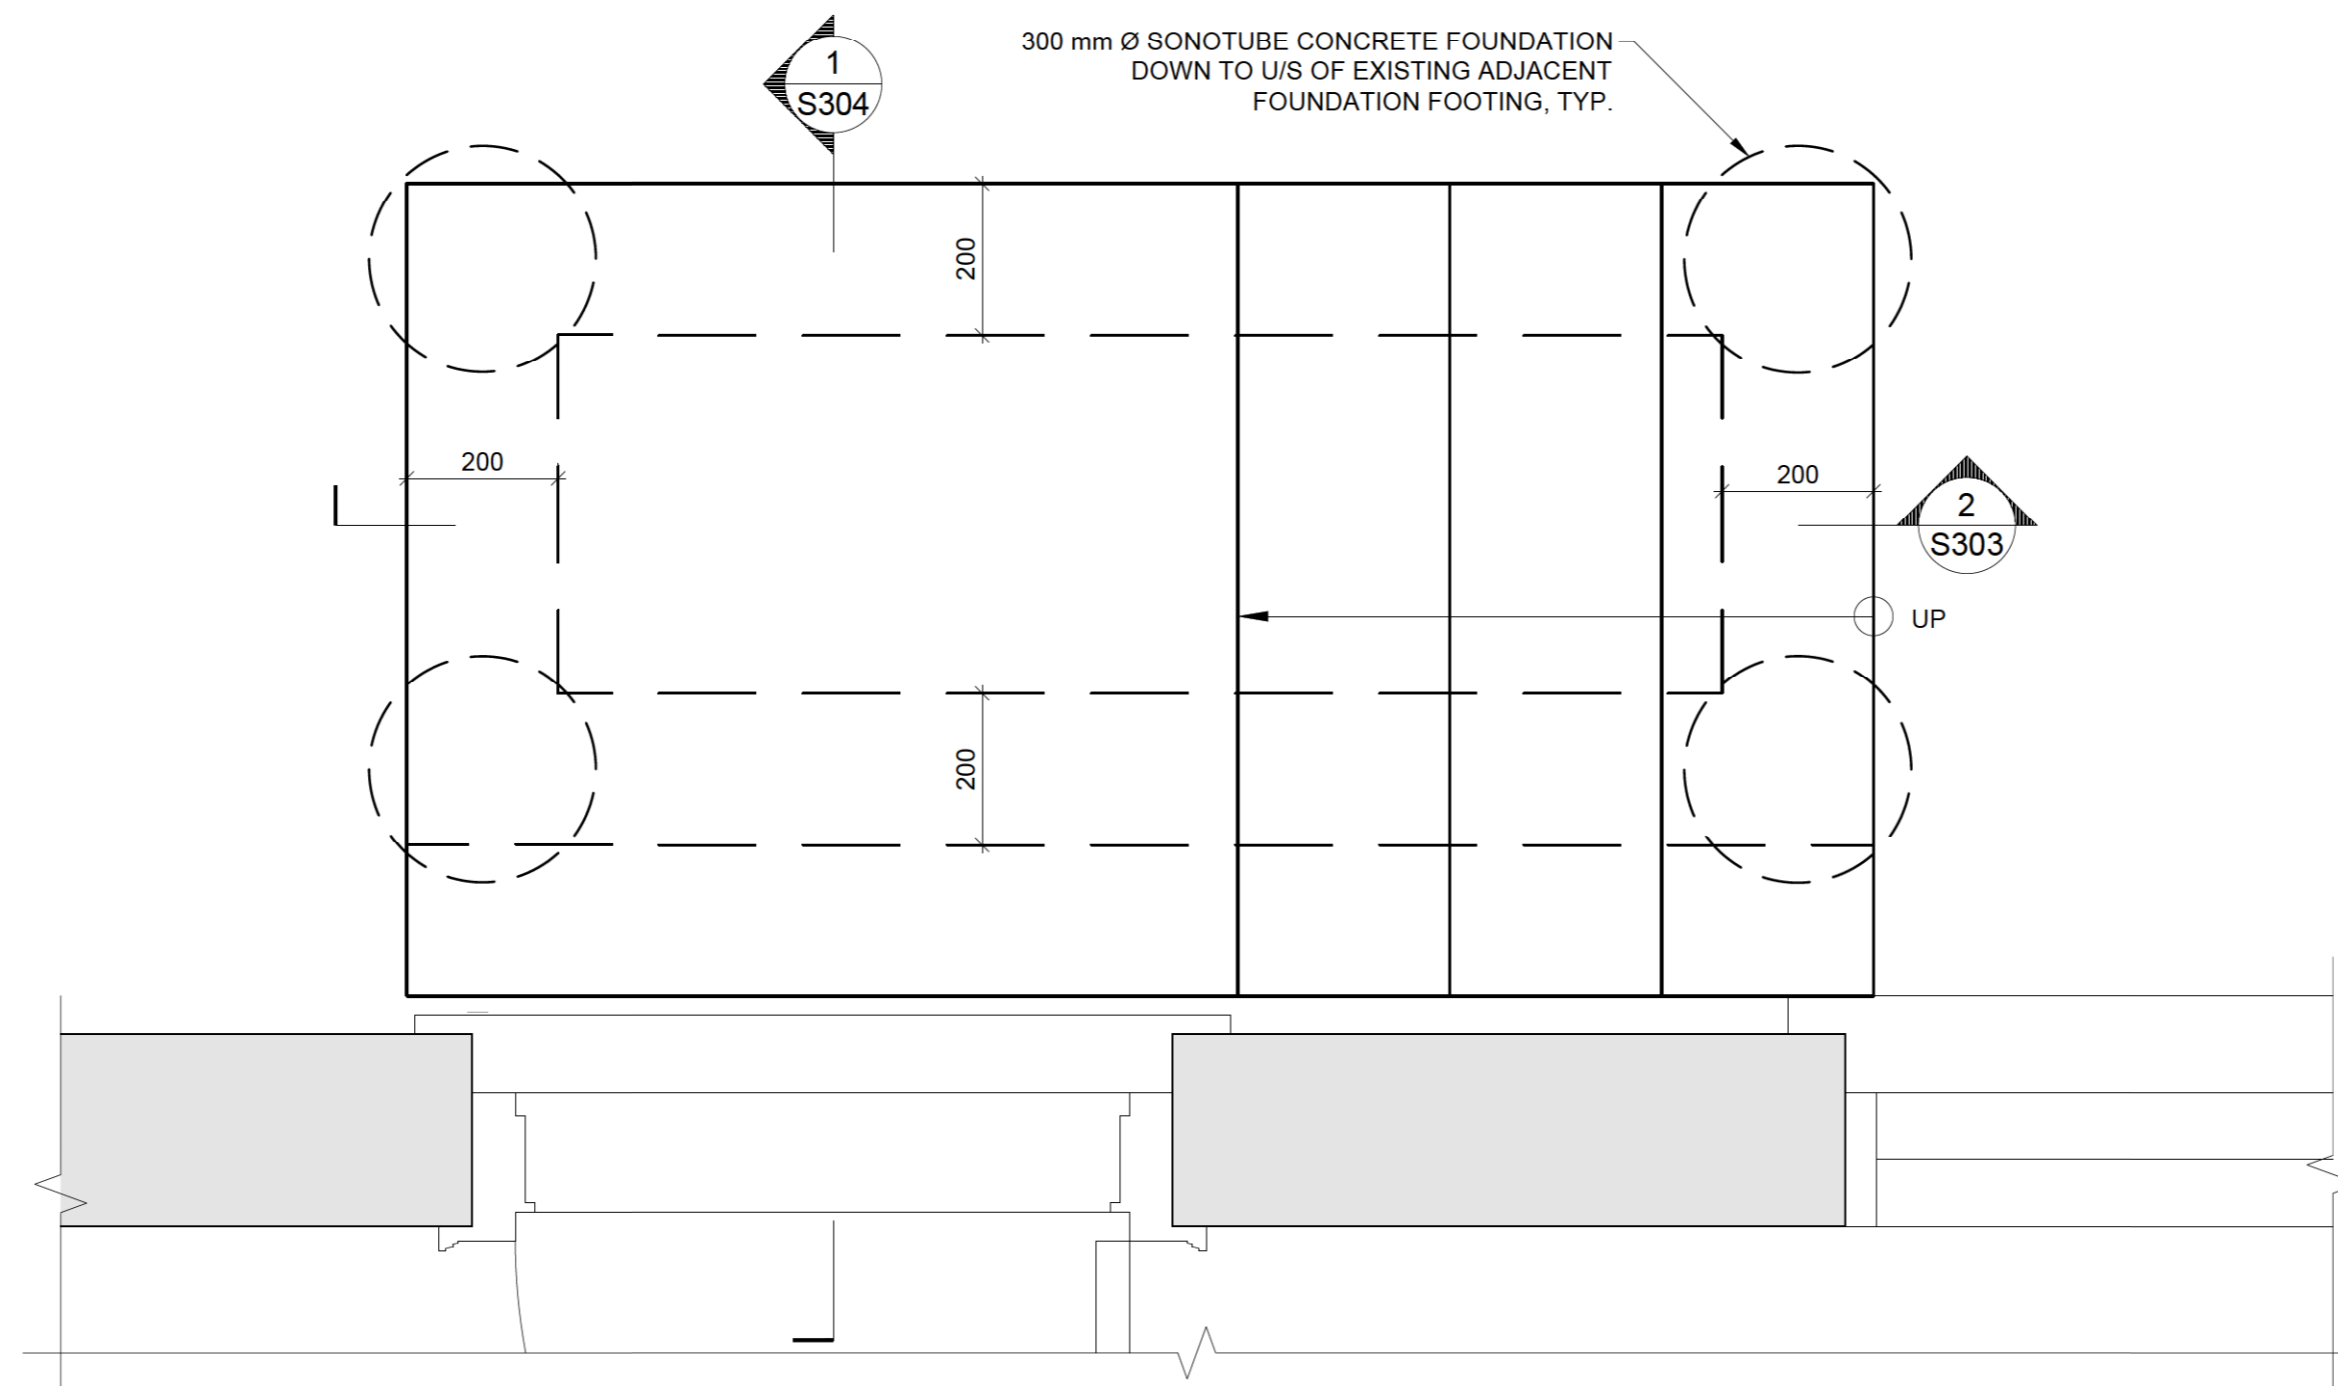 1
S304
300 mm Ø SONOTUBE CONCRETE FOUNDATION
DOWN TO U/S OF EXISTING ADJACENT
FOUNDATION FOOTING, TYP.
200
200
200
2
S303
UP
200